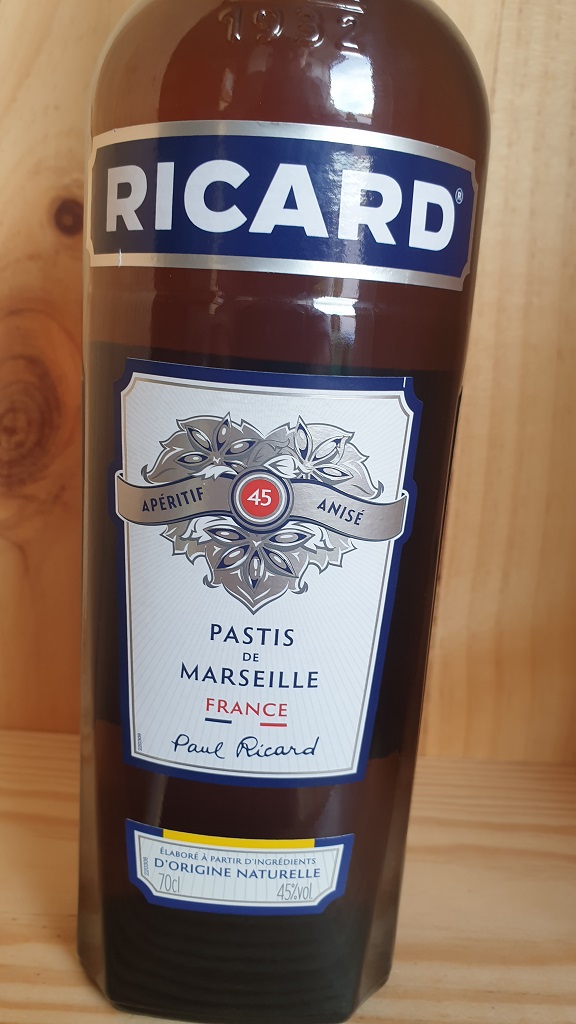 1932
RICARD®
APÉRITIF 45 ANISÉ
PASTIS
DE
MARSEILLE
FRANCE
Paul Ricard
ÉLABORÉ À PARTIR D'INGRÉDIENTS
D'ORIGINE NATURELLE
70cl 45%vol.